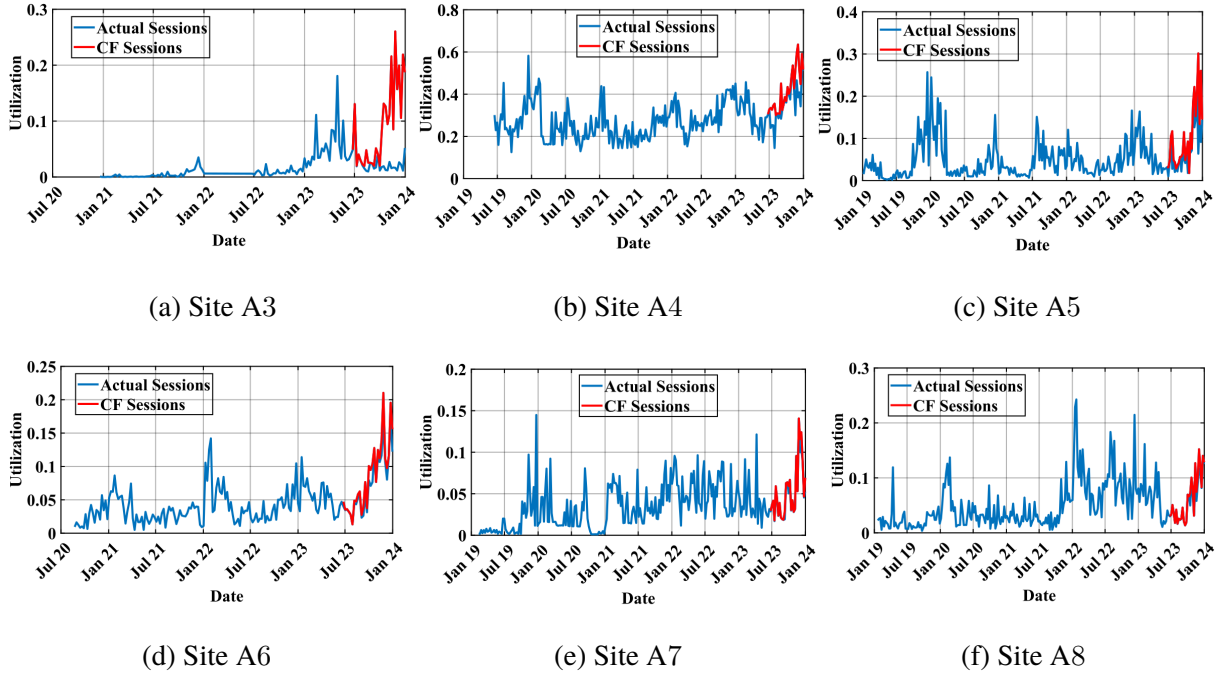 0.3
0.2
0.1
0
Utilization
Actual Sessions
CF Sessions
Jul 20
Jan 21
Jul 21
Jan 22
Jul 22
Jan 23
Jul 23
Jan 24
Date
(a) Site A3
0.8
0.6
0.4
0.2
0
Utilization
Actual Sessions
CF Sessions
Jan 19
Jul 19
Jan 20
Jul 20
Jan 21
Jul 21
Jan 22
Jul 22
Jan 23
Jul 23
Jan 24
Date
(b) Site A4
0.4
0.3
0.2
0.1
0
Utilization
Actual Sessions
CF Sessions
Jan 19
Jul 19
Jan 20
Jul 20
Jan 21
Jul 21
Jan 22
Jul 22
Jan 23
Jul 23
Jan 24
Date
(c) Site A5
0.25
0.2
0.15
0.1
0.05
0
Utilization
Actual Sessions
CF Sessions
Jul 20
Jan 21
Jul 21
Jan 22
Jul 22
Jan 23
Jul 23
Jan 24
Date
(d) Site A6
0.2
0.15
0.1
0.05
0
Utilization
Actual Sessions
CF Sessions
Jan 19
Jul 19
Jan 20
Jul 20
Jan 21
Jul 21
Jan 22
Jul 22
Jan 23
Jul 23
Jan 24
Date
(e) Site A7
0.3
0.2
0.1
0
Utilization
Actual Sessions
CF Sessions
Jan 19
Jul 19
Jan 20
Jul 20
Jan 21
Jul 21
Jan 22
Jul 22
Jan 23
Jul 23
Jan 24
Date
(f) Site A8